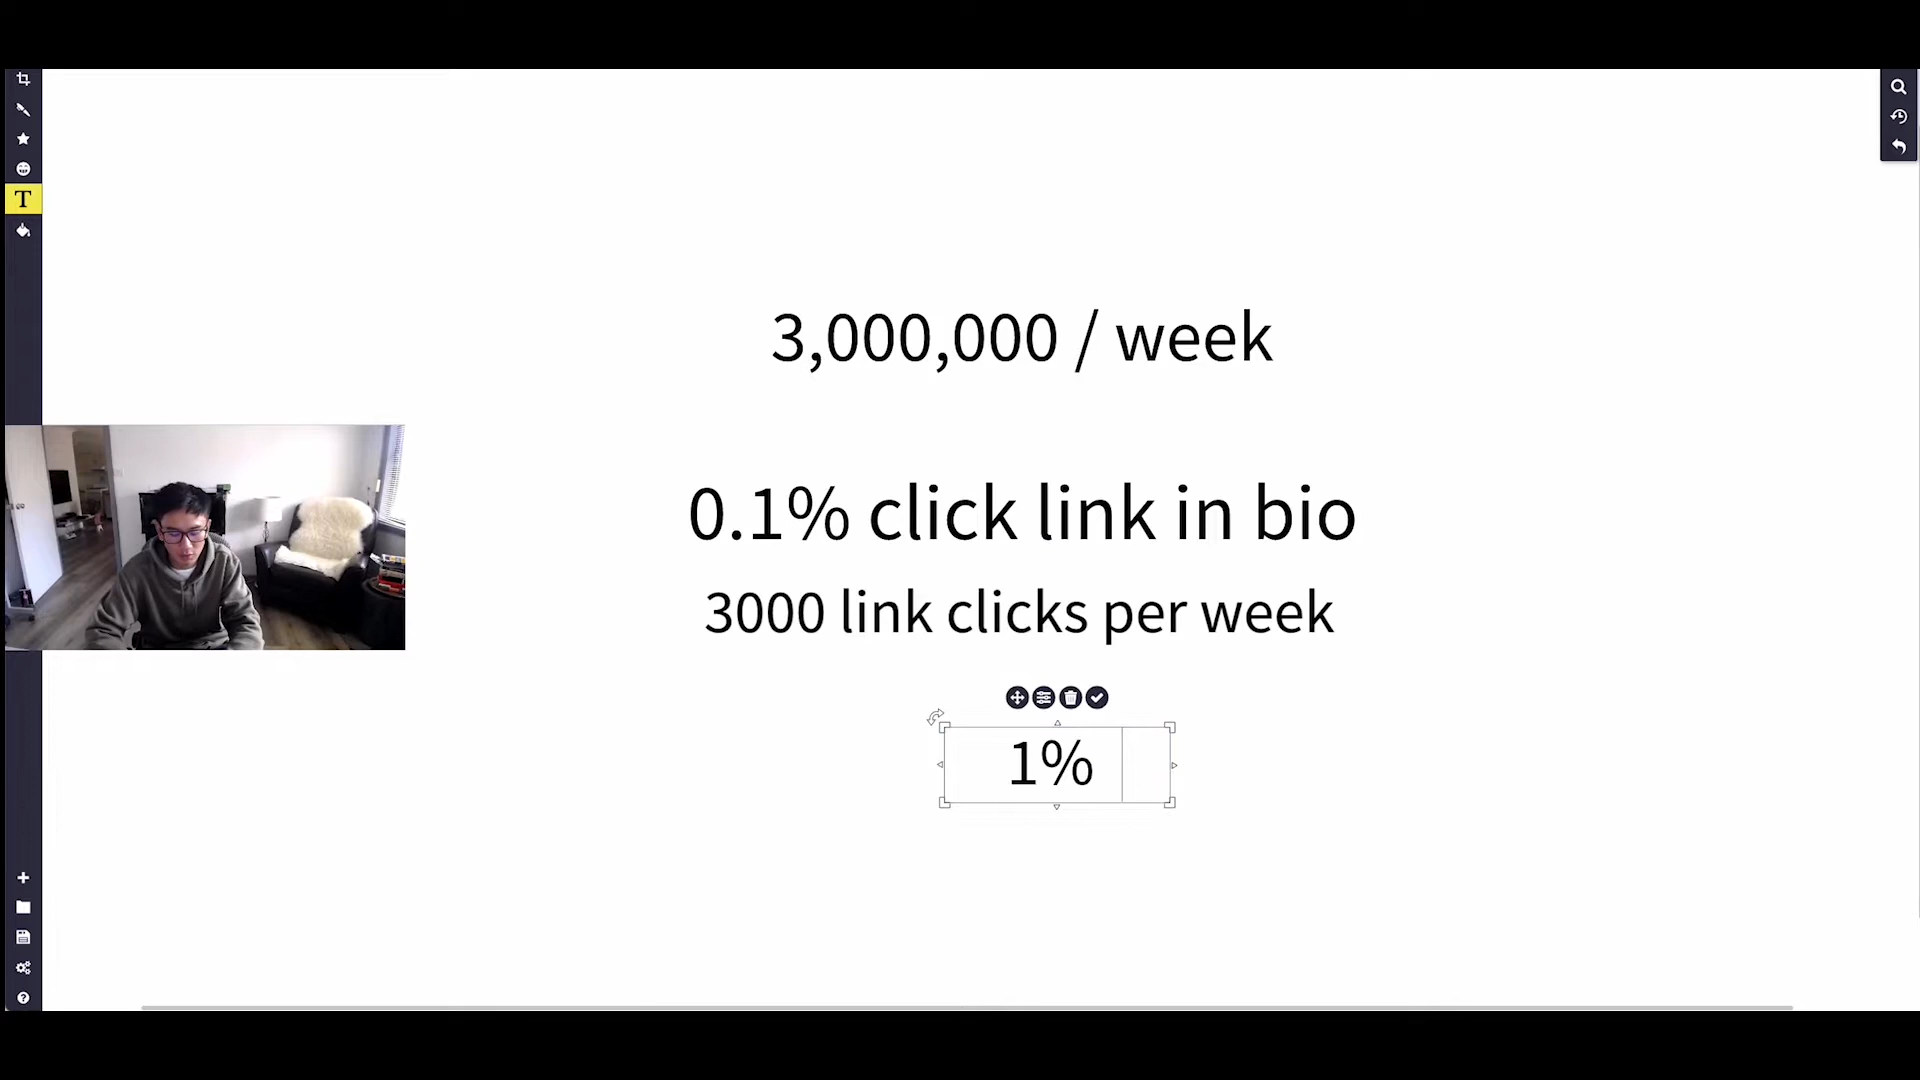 T
3,000,000 / week
0.1% click link in bio
3000 link clicks per week
1%